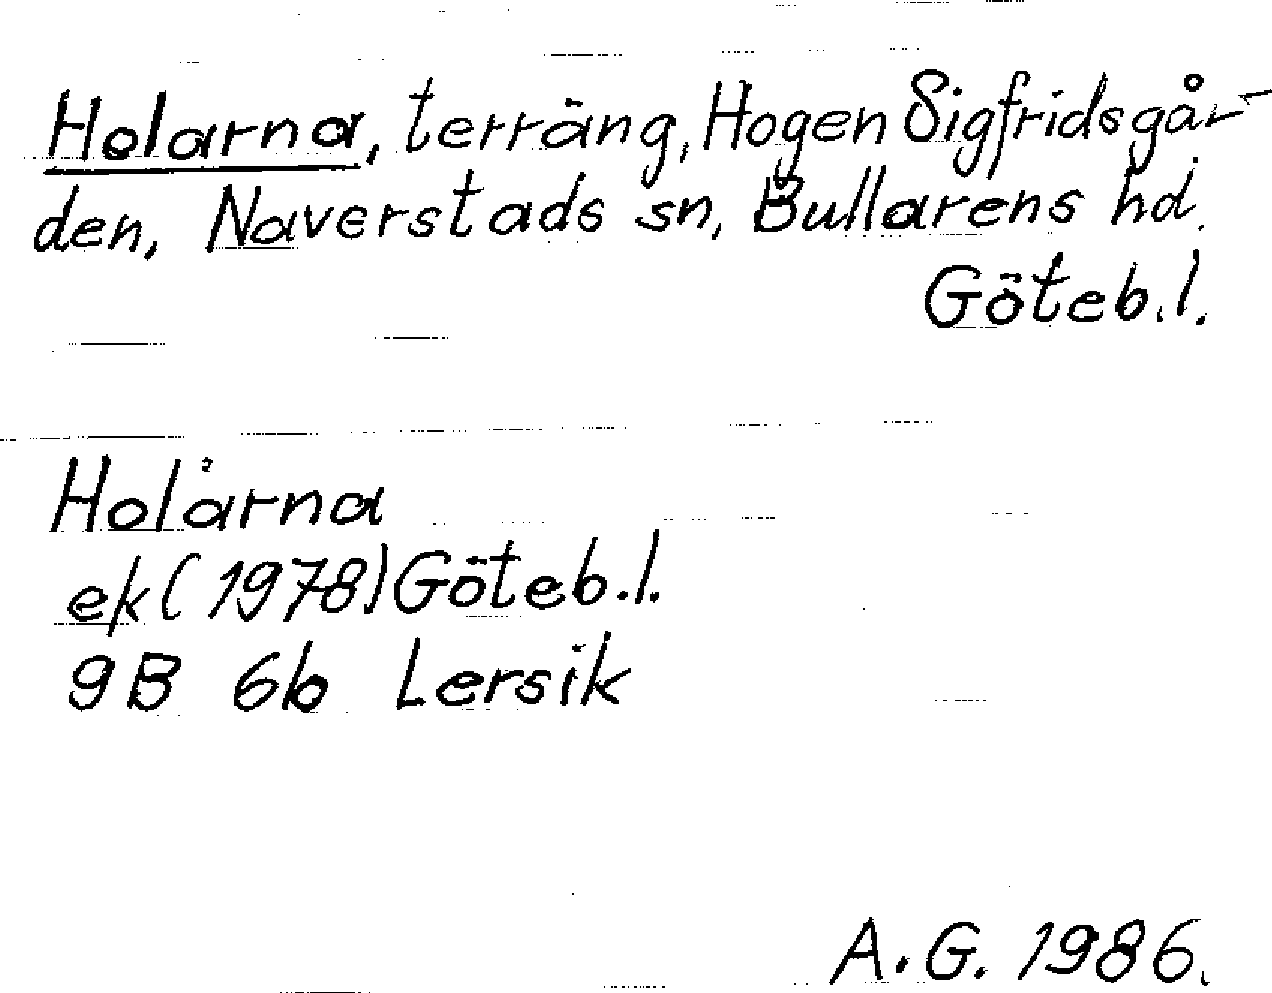 Holarna, terräng, Hogen Sigfridsgår-
den, Naverstads sn, Bullarens hd.
Göteb.l.
Holårna
ek (1978) Göteb.l.
9B 6b Lersik
A.G. 1986.